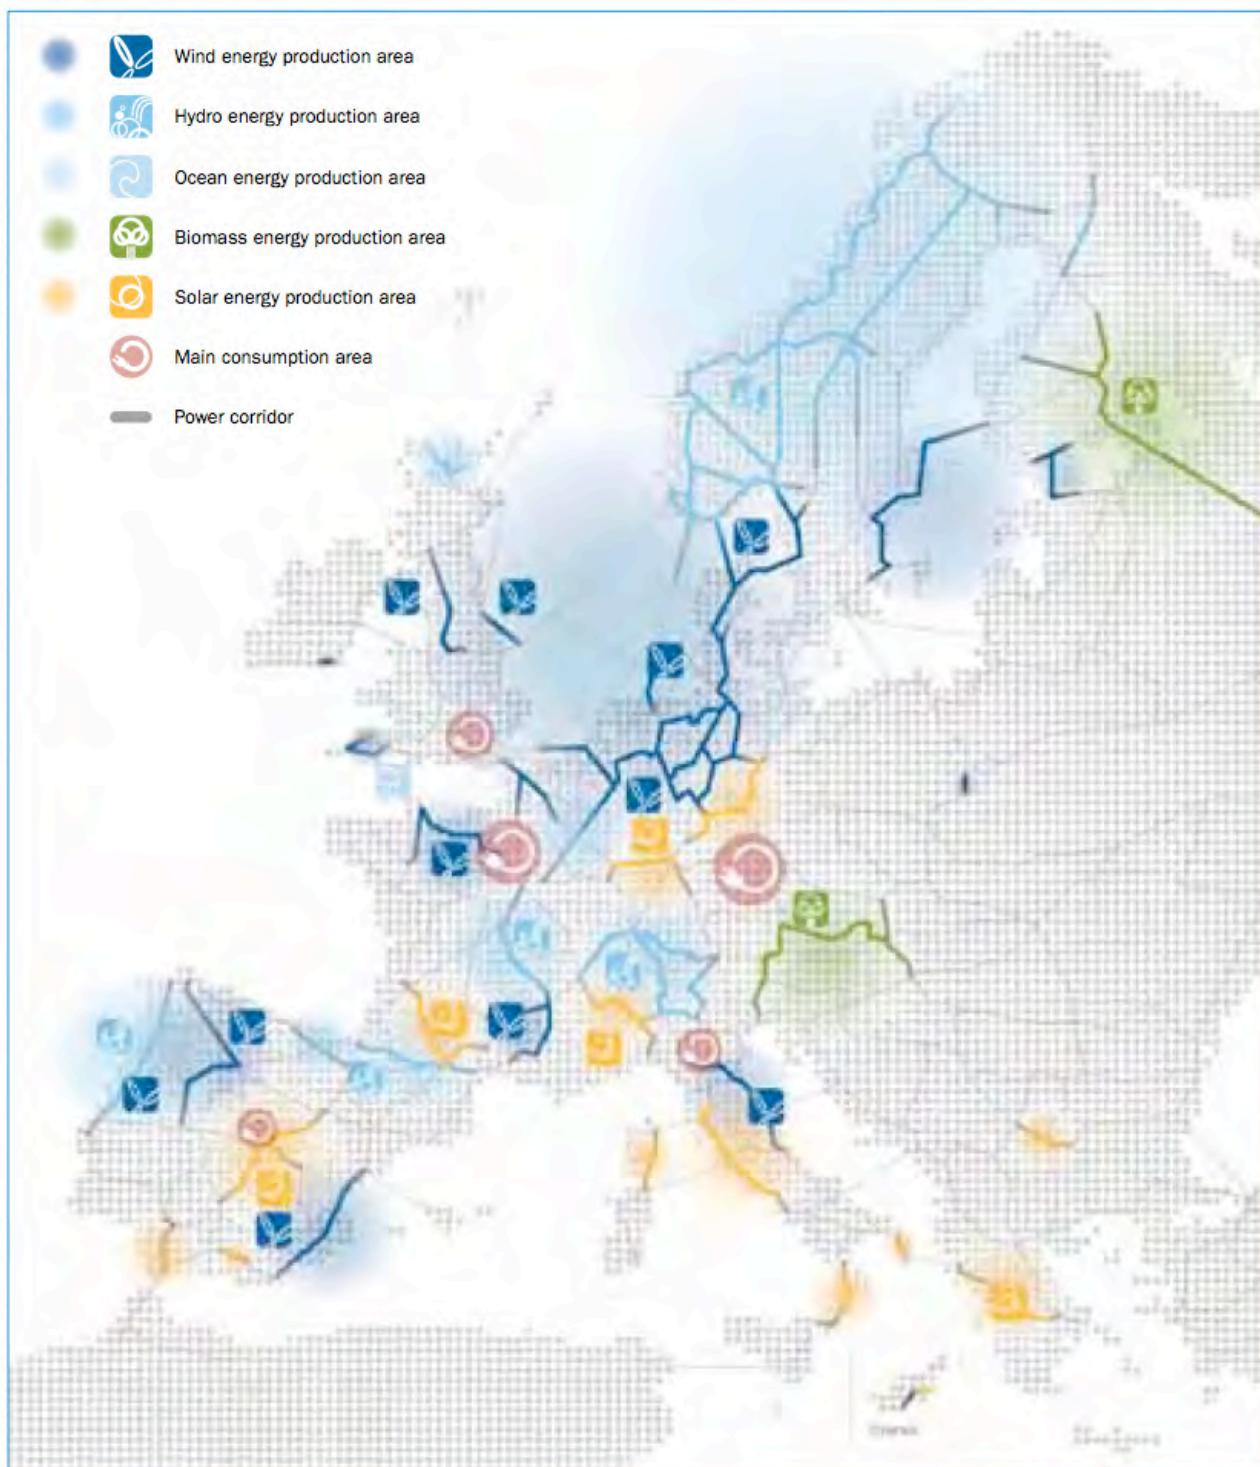 Wind energy production area
Hydro energy production area
Ocean energy production area
Biomass energy production area
Solar energy production area
Main consumption area
Power corridor